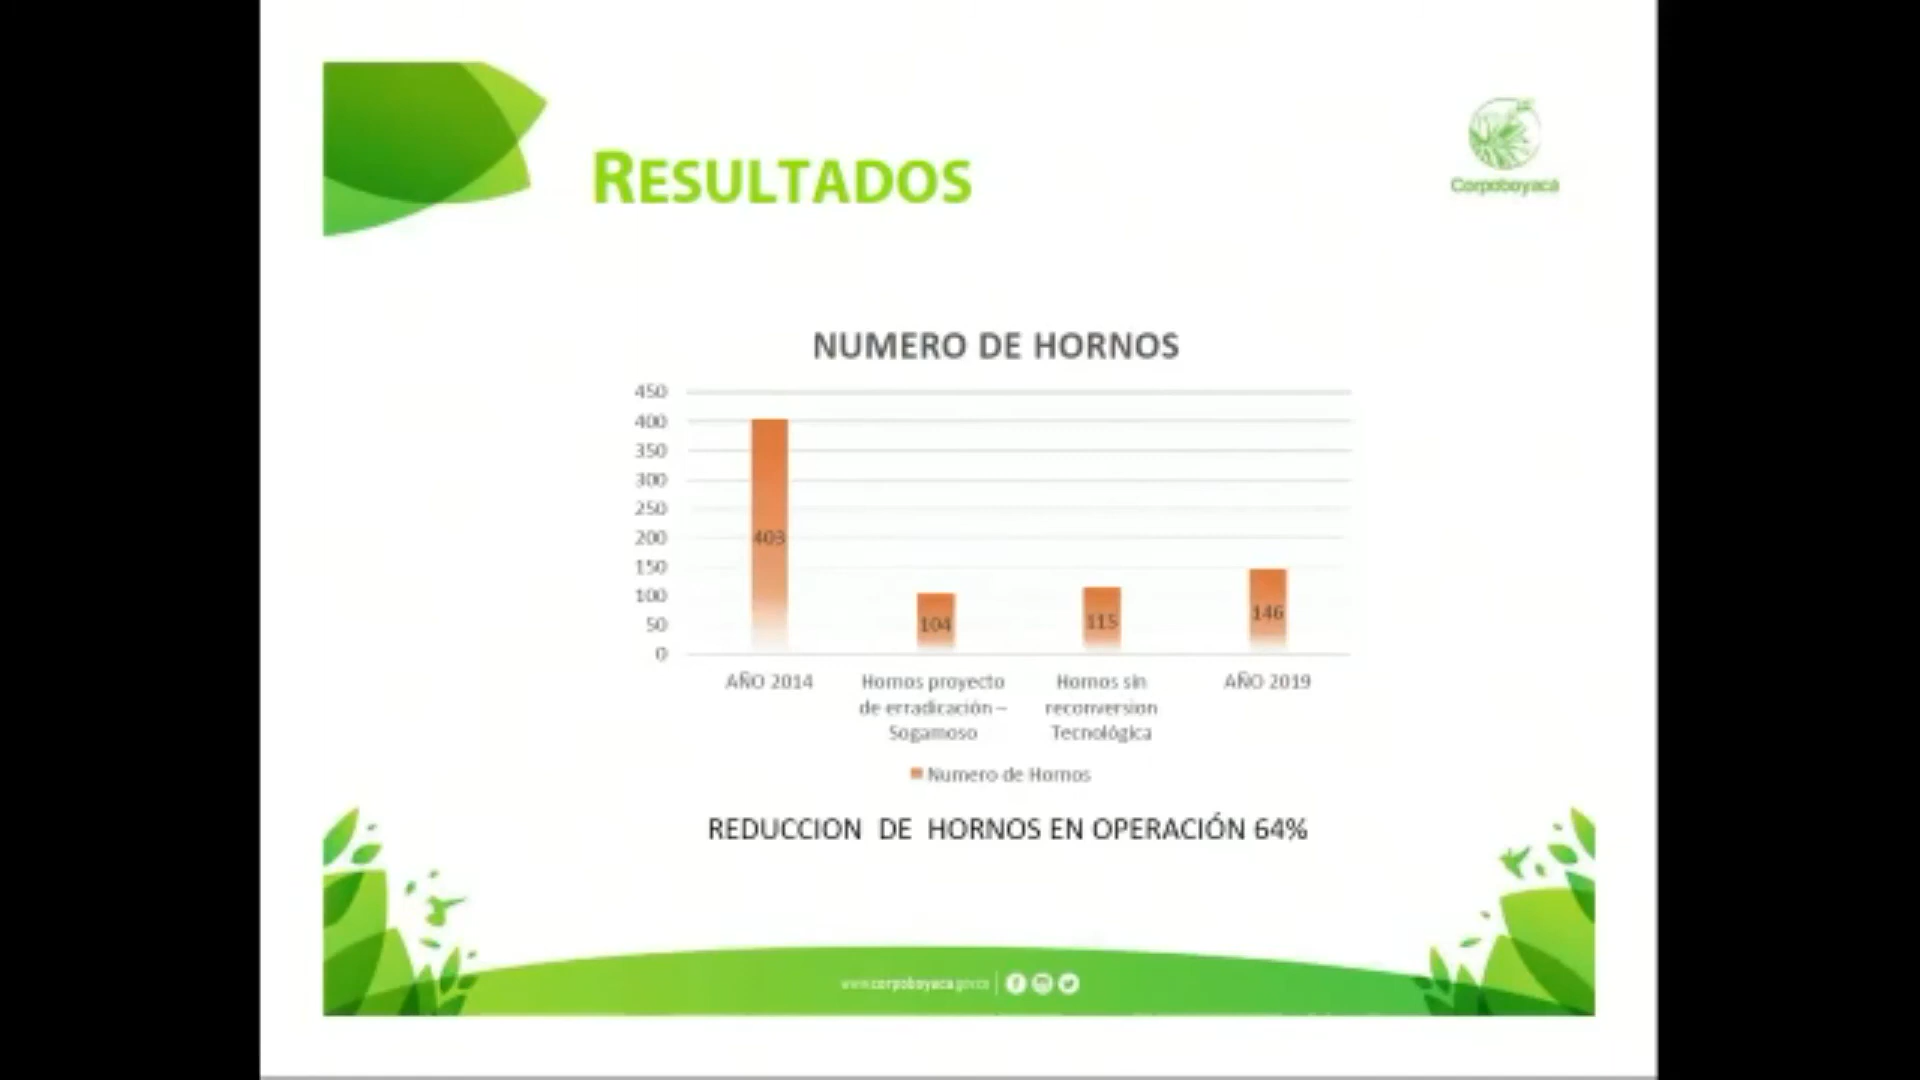 RESULTADOS
Corpoboyacá
NUMERO DE HORNOS
450
400
350
300
250
200
150
100
50
0
403
104
115
146
AÑO 2014
Hornos proyecto
de erradicación –
Sogamoso
Hornos sin
reconversion
Tecnológica
AÑO 2019
Numero de Hornos
REDUCCION DE HORNOS EN OPERACIÓN 64%
www.corpoboyaca.gov.co